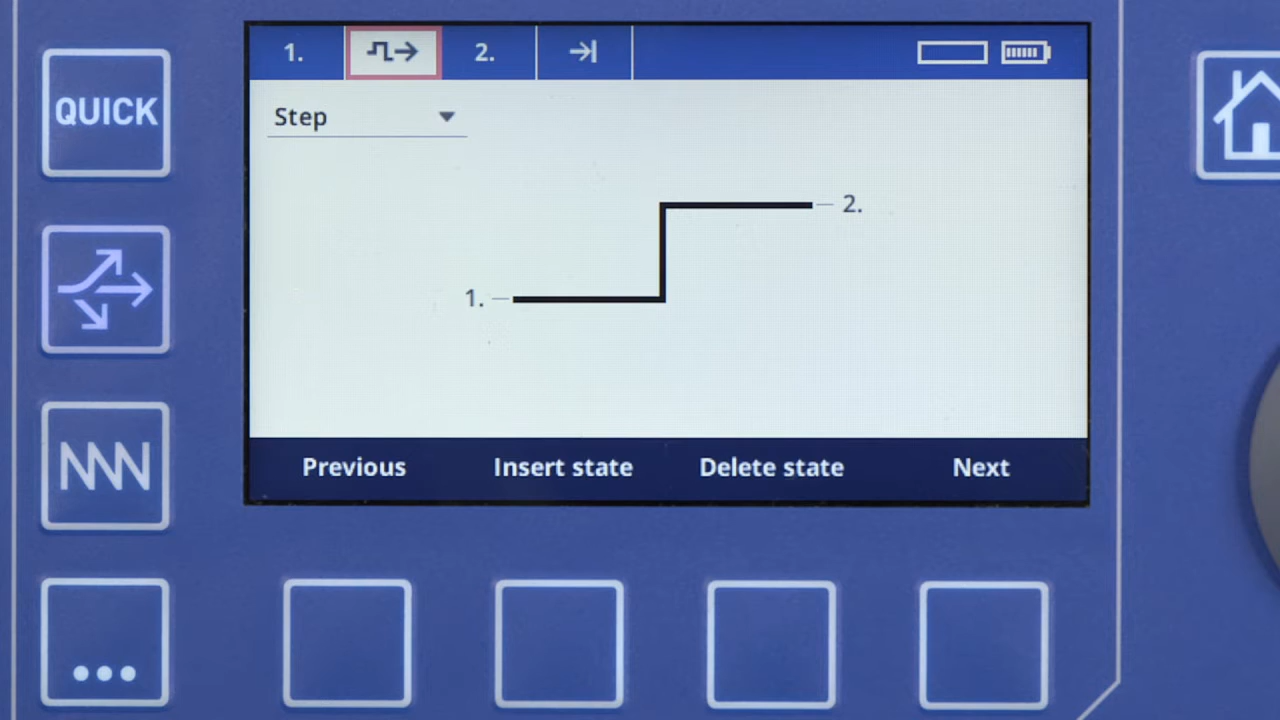 QUICK
1.
2.
Step
2.
1.
Previous
Insert state
Delete state
Next